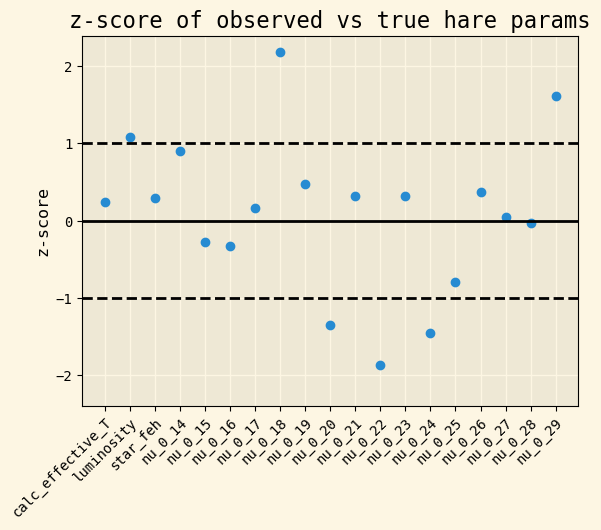 z-score of observed vs true hare params
z-score
2
1
0
−1
−2
calc_effective_T
luminosity
star_feh
nu_0_14
nu_0_15
nu_0_16
nu_0_17
nu_0_18
nu_0_19
nu_0_20
nu_0_21
nu_0_22
nu_0_23
nu_0_24
nu_0_25
nu_0_26
nu_0_27
nu_0_28
nu_0_29